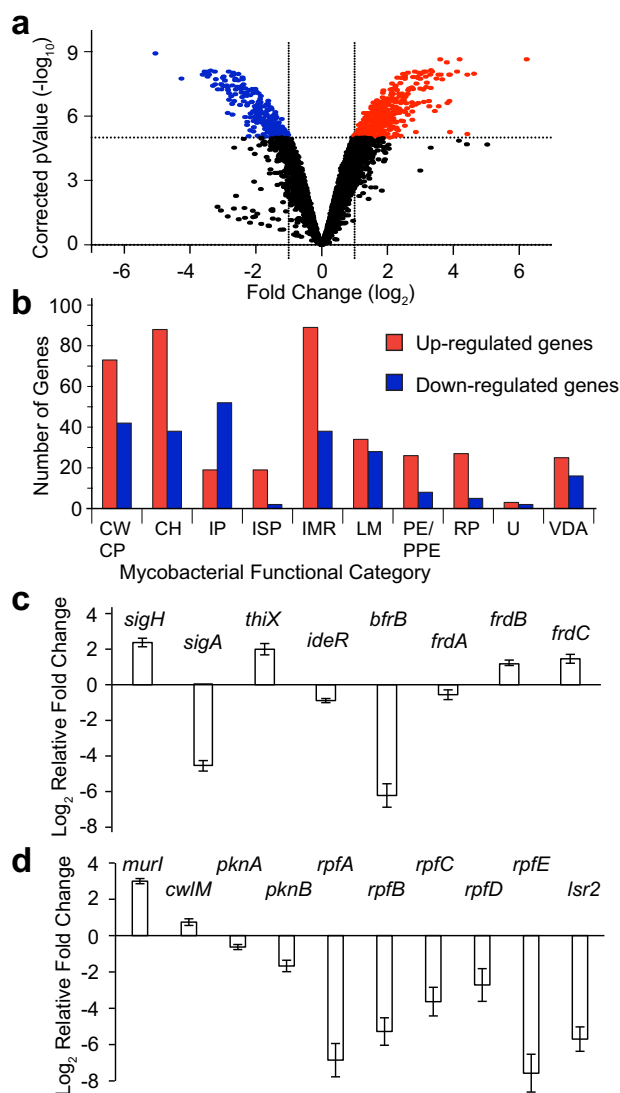 a
Corrected pValue (-log10)
9
6
3
0
-6 -4 -2 0 2 4 6
Fold Change (log2)
b
Number of Genes
100
80
60
40
20
0
Up-regulated genes
Down-regulated genes
CW CP CH IP ISP IMR LM PE/ PPE RP U VDA
Mycobacterial Functional Category
c
Log2 Relative Fold Change
4
2
0
-2
-4
-6
-8
sigH sigA thiX ideR bfrB frdA frdB frdC
d
Log2 Relative Fold Change
4
2
0
-2
-4
-6
-8
murI cwlM pknA pknB rpfA rpfB rpfC rpfD rpfE lsr2